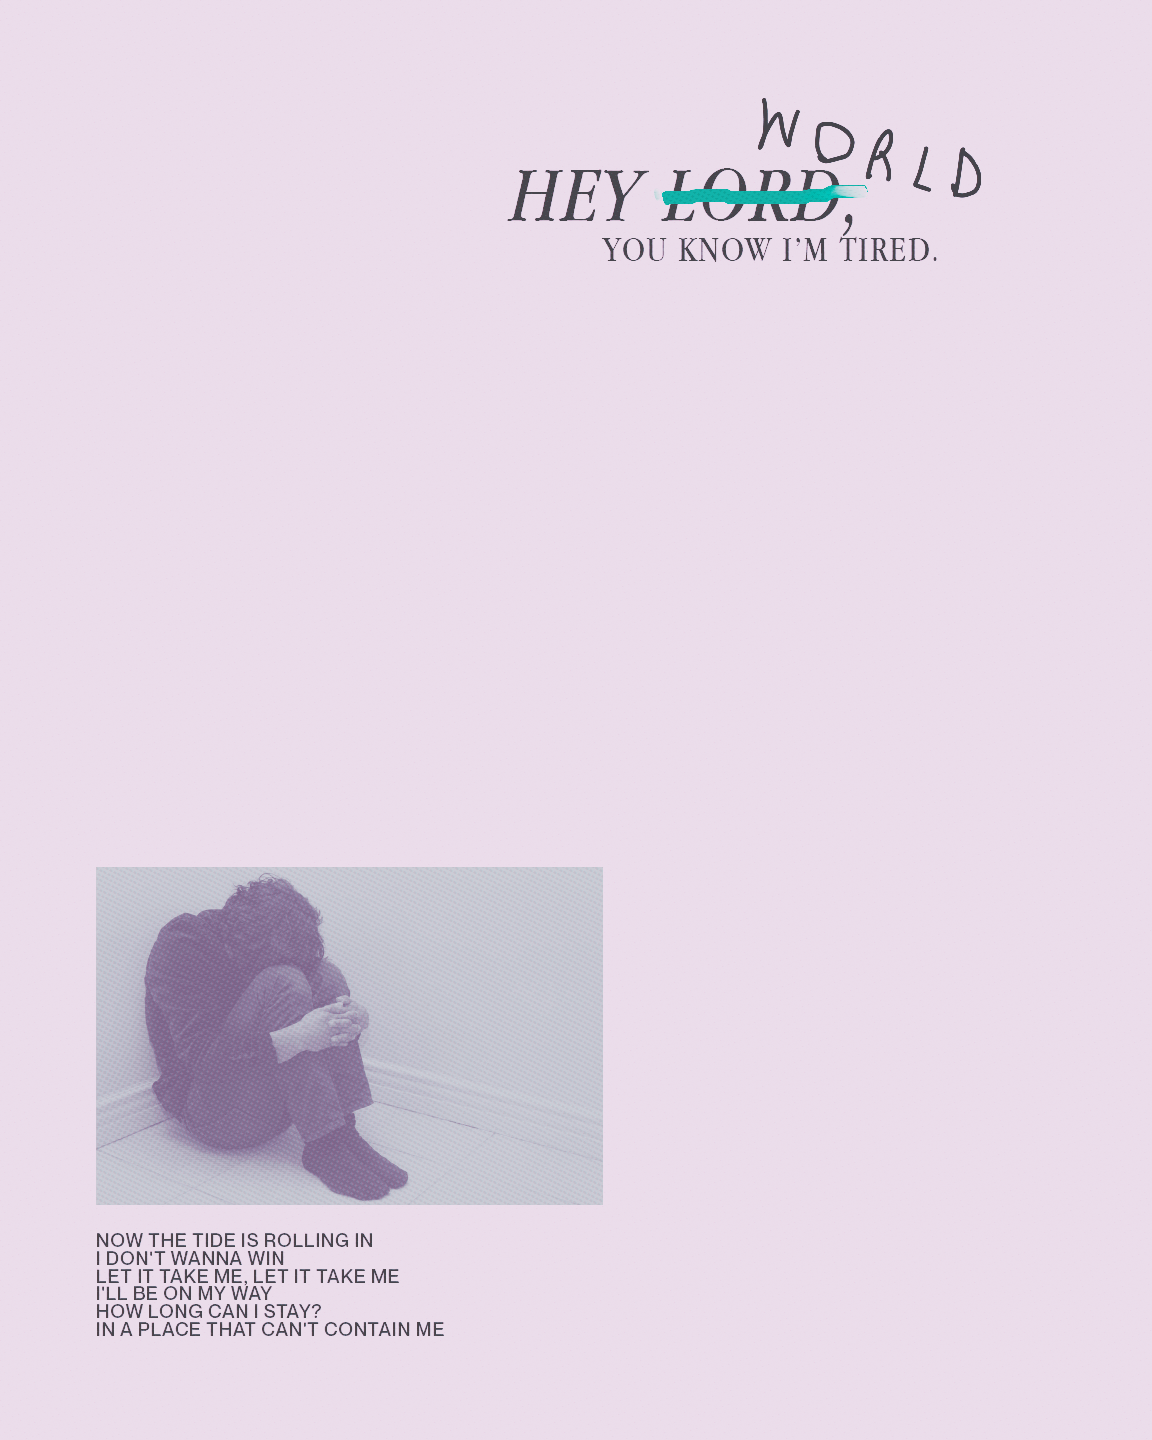 WORLD
HEY LORD,
YOU KNOW I'M TIRED.
NOW THE TIDE IS ROLLING IN
I DON'T WANNA WIN
LET IT TAKE ME, LET IT TAKE ME
I'LL BE ON MY WAY
HOW LONG CAN I STAY?
IN A PLACE THAT CAN'T CONTAIN ME